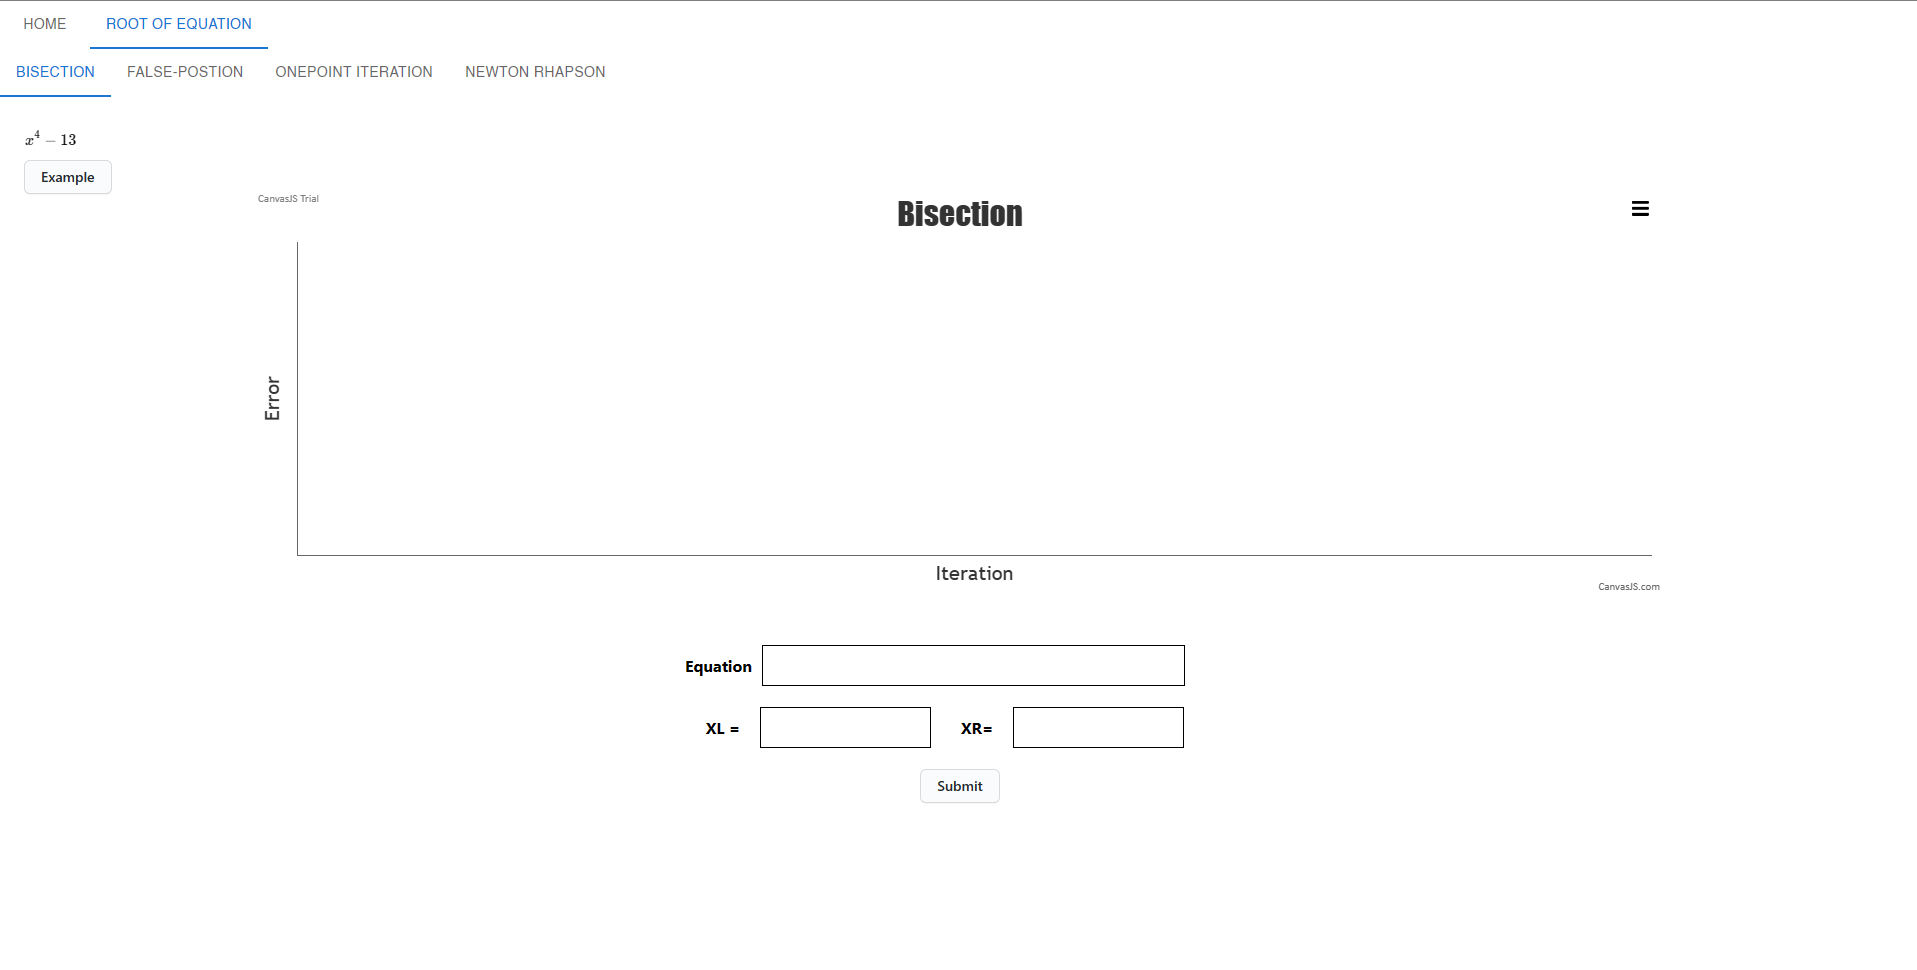 HOME ROOT OF EQUATION
BISECTION FALSE-POSTION ONEPOINT ITERATION NEWTON RHAPSON
x⁴ − 13
Example
CanvasJS Trial
Bisection
Error
Iteration
CanvasJS.com
Equation
XL = XR=
Submit